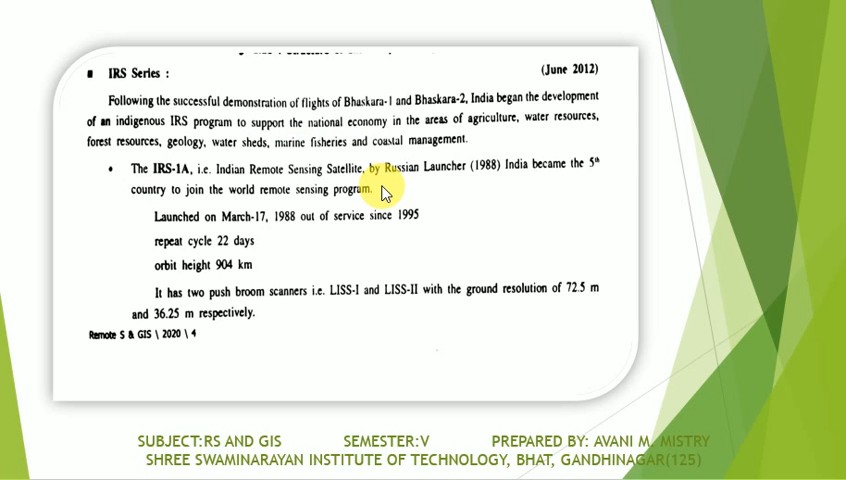 ▪ IRS Series : (June 2012)
Following the successful demonstration of flights of Bhaskara-1 and Bhaskara-2, India began the development
of an indigenous IRS program to support the national economy in the areas of agriculture, water resources,
forest resources, geology, water sheds, marine fisheries and coastal management.
• The IRS-1A, i.e. Indian Remote Sensing Satellite, by Russian Launcher (1988) India became the 5th
country to join the world remote sensing program.
Launched on March-17, 1988 out of service since 1995
repeat cycle 22 days
orbit height 904 km
It has two push broom scanners i.e. LISS-I and LISS-II with the ground resolution of 72.5 m
and 36.25 m respectively.
Remote S & GIS \ 2020 \ 4
SUBJECT:RS AND GIS SEMESTER:V PREPARED BY: AVANI M. MISTRY
SHREE SWAMINARAYAN INSTITUTE OF TECHNOLOGY, BHAT, GANDHINAGAR(125)